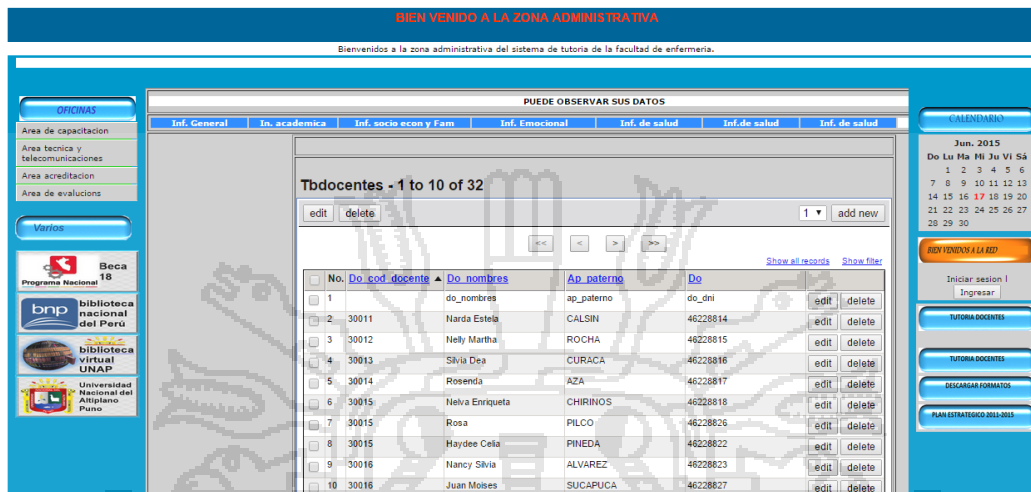 BIEN VENIDO A LA ZONA ADMINISTRATIVA
Bienvenidos a la zona administrativa del sistema de tutoria de la facultad de enfermeria.
OFICINAS
Area de capacitacion
Area tecnica y
telecomunicaciones
Area acreditacion
Area de evalucions
Varios
Beca
18
Programa Nacional
bnp
biblioteca
nacional
del Perú
biblioteca
virtual
UNAP
Universidad
Nacional del
Altiplano
Puno
PUEDE OBSERVAR SUS DATOS
Inf. General In. academica Inf. socio econ y Fam Inf. Emocional Inf. de salud Inf.de salud Inf. de salud
Tbdocentes - 1 to 10 of 32
edit delete 1 ▼ add new
<< < > >>
Show all records Show filter
No. Do_cod_docente ▲ Do_nombres Ap_paterno Do
1 do_nombres ap_paterno do_dni edit delete
2 30011 Narda Estela CALSIN 46228814 edit delete
3 30012 Nelly Martha ROCHA 46228815 edit delete
4 30013 Silvia Dea CURACA 46228816 edit delete
5 30014 Rosenda AZA 46228817 edit delete
6 30015 Nelva Enriqueta CHIRINOS 46228818 edit delete
7 30015 Rosa PILCO 46228826 edit delete
8 30015 Haydee Celia PINEDA 46228822 edit delete
9 30016 Nancy Silvia ALVAREZ 46228823 edit delete
10 30016 Juan Moises SUCAPUCA 46228827 edit delete
CALENDARIO
Jun. 2015
Do Lu Ma Mi Ju Vi Sá
1 2 3 4 5 6
7 8 9 10 11 12 13
14 15 16 17 18 19 20
21 22 23 24 25 26 27
28 29 30
BIEN VENIDOS A LA RED
Iniciar sesion l
Ingresar
TUTORIA DOCENTES
TUTORIA DOCENTES
DESCARGAR FORMATOS
PLAN ESTRATEGICO 2011-2015